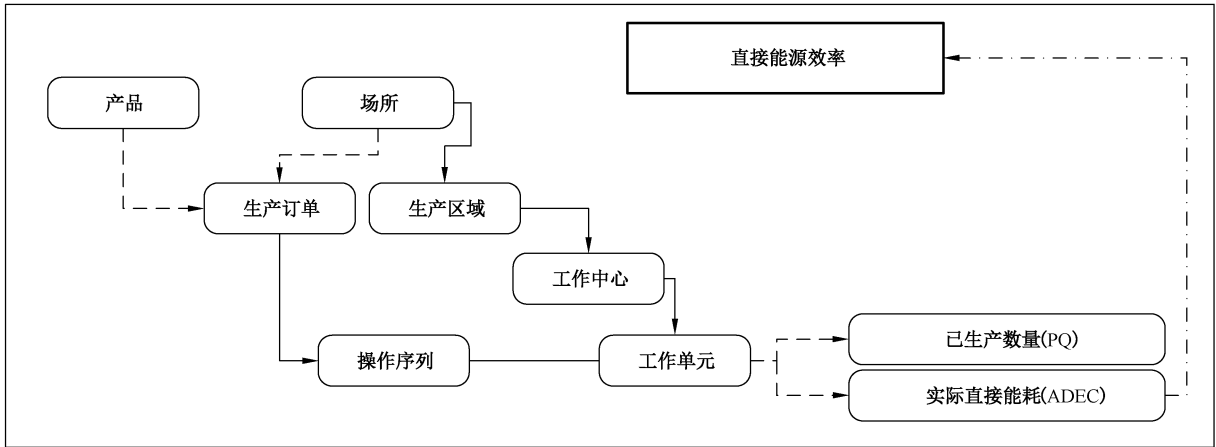 直接能源效率
产品
场所
生产订单
生产区域
工作中心
操作序列
工作单元
已生产数量(PQ)
实际直接能耗(ADEC)